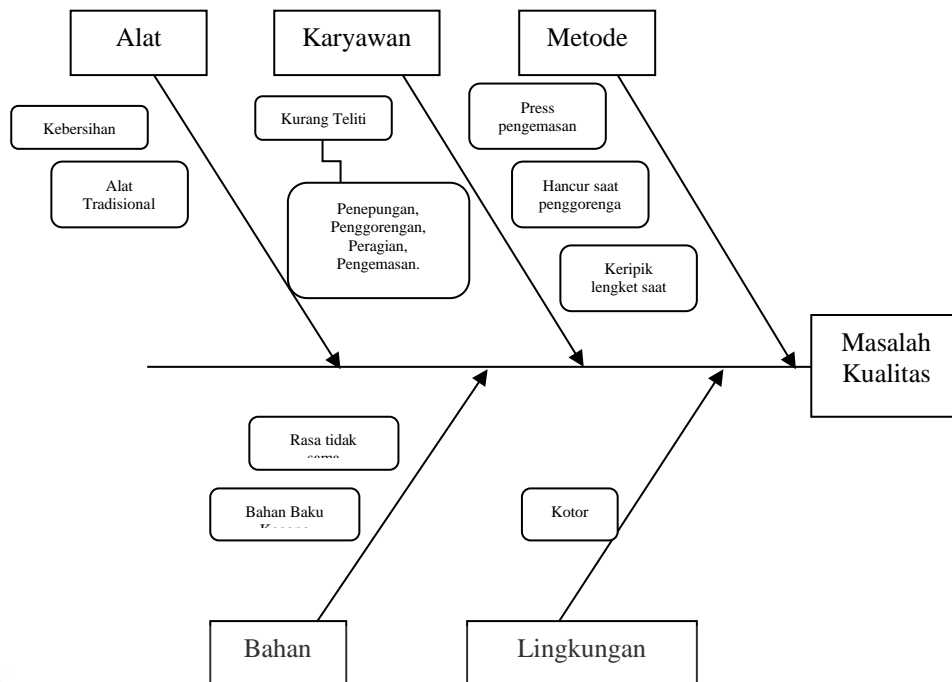 Alat
Karyawan
Metode
Kebersihan
Alat
Tradisional
Kurang Teliti
Penepungan,
Penggorengan,
Peragian,
Pengemasan.
Press
pengemasan
Hancur saat
penggorenga
Keripik
lengket saat
Masalah
Kualitas
Rasa tidak
sama
Bahan Baku
Kotor
Bahan
Lingkungan